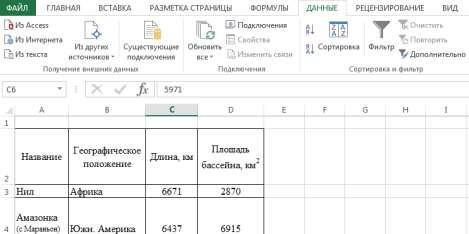 ФАЙЛ ГЛАВНАЯ ВСТАВКА РАЗМЕТКА СТРАНИЦЫ ФОРМУЛЫ ДАННЫЕ РЕЦЕНЗИРОВАНИЕ ВИД
Из Access
Из Интернета
Из текста
Из других источников
Существующие подключения
Получение внешних данных
Обновить все
Подключения
Свойства
Изменить связи
Подключения
Сортировка
Фильтр
Очистить
Повторить
Дополнительно
Сортировка и фильтр
C6 fx 5971
A B C D E F G H I
1
2 Название Географическое положение Длина, км Площадь бассейна, км2
3 Нил Африка 6671 2870
4 Амазонка (с Мараньон) Южн. Америка 6437 6915